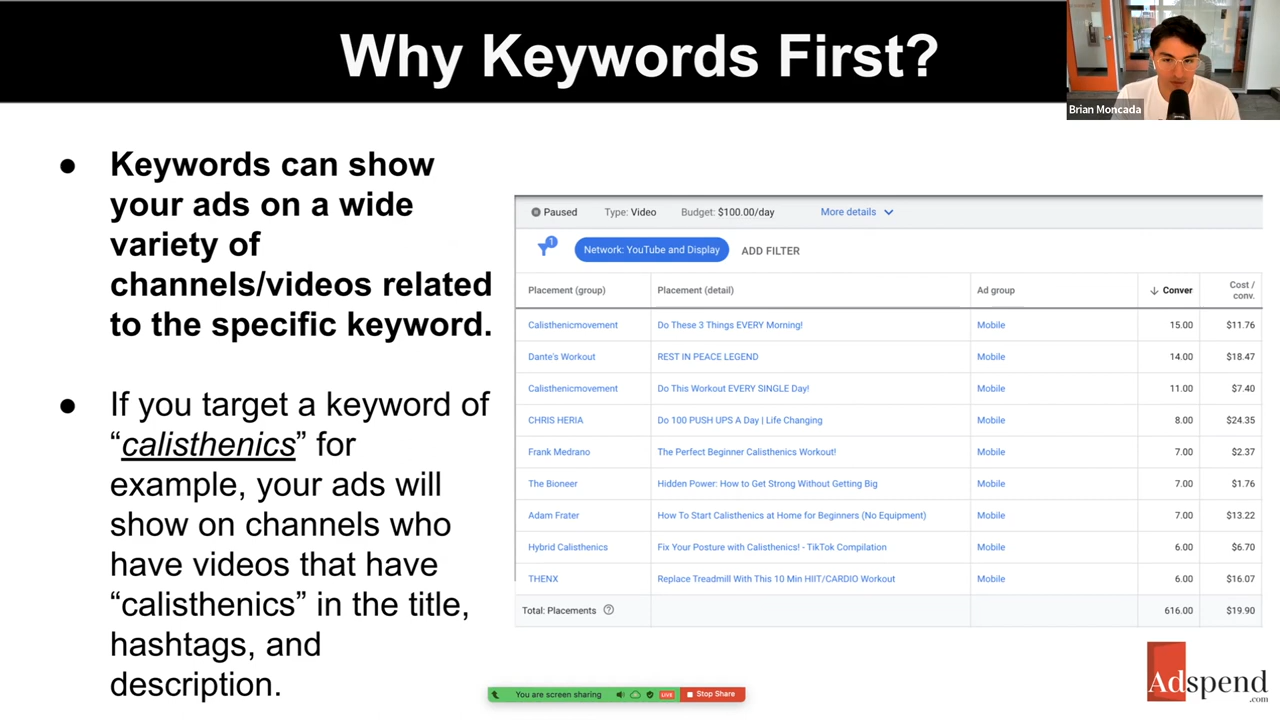 Why Keywords First?
Brian Moncada
● Keywords can show
your ads on a wide
variety of
channels/videos related
to the specific keyword.
● If you target a keyword of
“calisthenics” for
example, your ads will
show on channels who
have videos that have
“calisthenics” in the title,
hashtags, and
description.
Paused Type: Video Budget: $100.00/day More details
1
Network: YouTube and Display ADD FILTER
Placement (group) Placement (detail) Ad group ↓ Conver Cost /
conv.
Calisthenicmovement Do These 3 Things EVERY Morning! Mobile 15.00 $11.76
Dante's Workout REST IN PEACE LEGEND Mobile 14.00 $18.47
Calisthenicmovement Do This Workout EVERY SINGLE Day! Mobile 11.00 $7.40
CHRIS HERIA Do 100 PUSH UPS A Day | Life Changing Mobile 8.00 $24.35
Frank Medrano The Perfect Beginner Calisthenics Workout! Mobile 7.00 $2.37
The Bioneer Hidden Power: How to Get Strong Without Getting Big Mobile 7.00 $1.76
Adam Frater How To Start Calisthenics at Home for Beginners (No Equipment) Mobile 7.00 $13.22
Hybrid Calisthenics Fix Your Posture with Calisthenics! - TikTok Compilation Mobile 6.00 $6.70
THENX Replace Treadmill With This 10 Min HIIT/CARDIO Workout Mobile 6.00 $16.07
Total: Placements ? 616.00 $19.90
You are screen sharing LIVE Stop Share
Adspend
.com